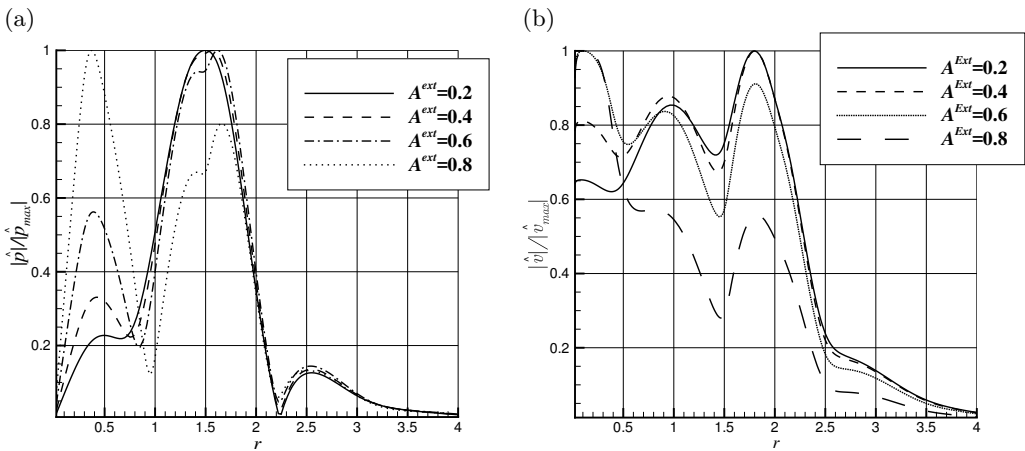 (a)
1
0.8
0.6
0.4
0.2
|p̂|/|p̂max|
0.5
1
1.5
2
2.5
3
3.5
4
r
A^ext=0.2
A^ext=0.4
A^ext=0.6
A^ext=0.8
(b)
1
0.8
0.6
0.4
0.2
|v̂|/|v̂max|
0.5
1
1.5
2
2.5
3
3.5
4
r
A^Ext=0.2
A^Ext=0.4
A^Ext=0.6
A^Ext=0.8